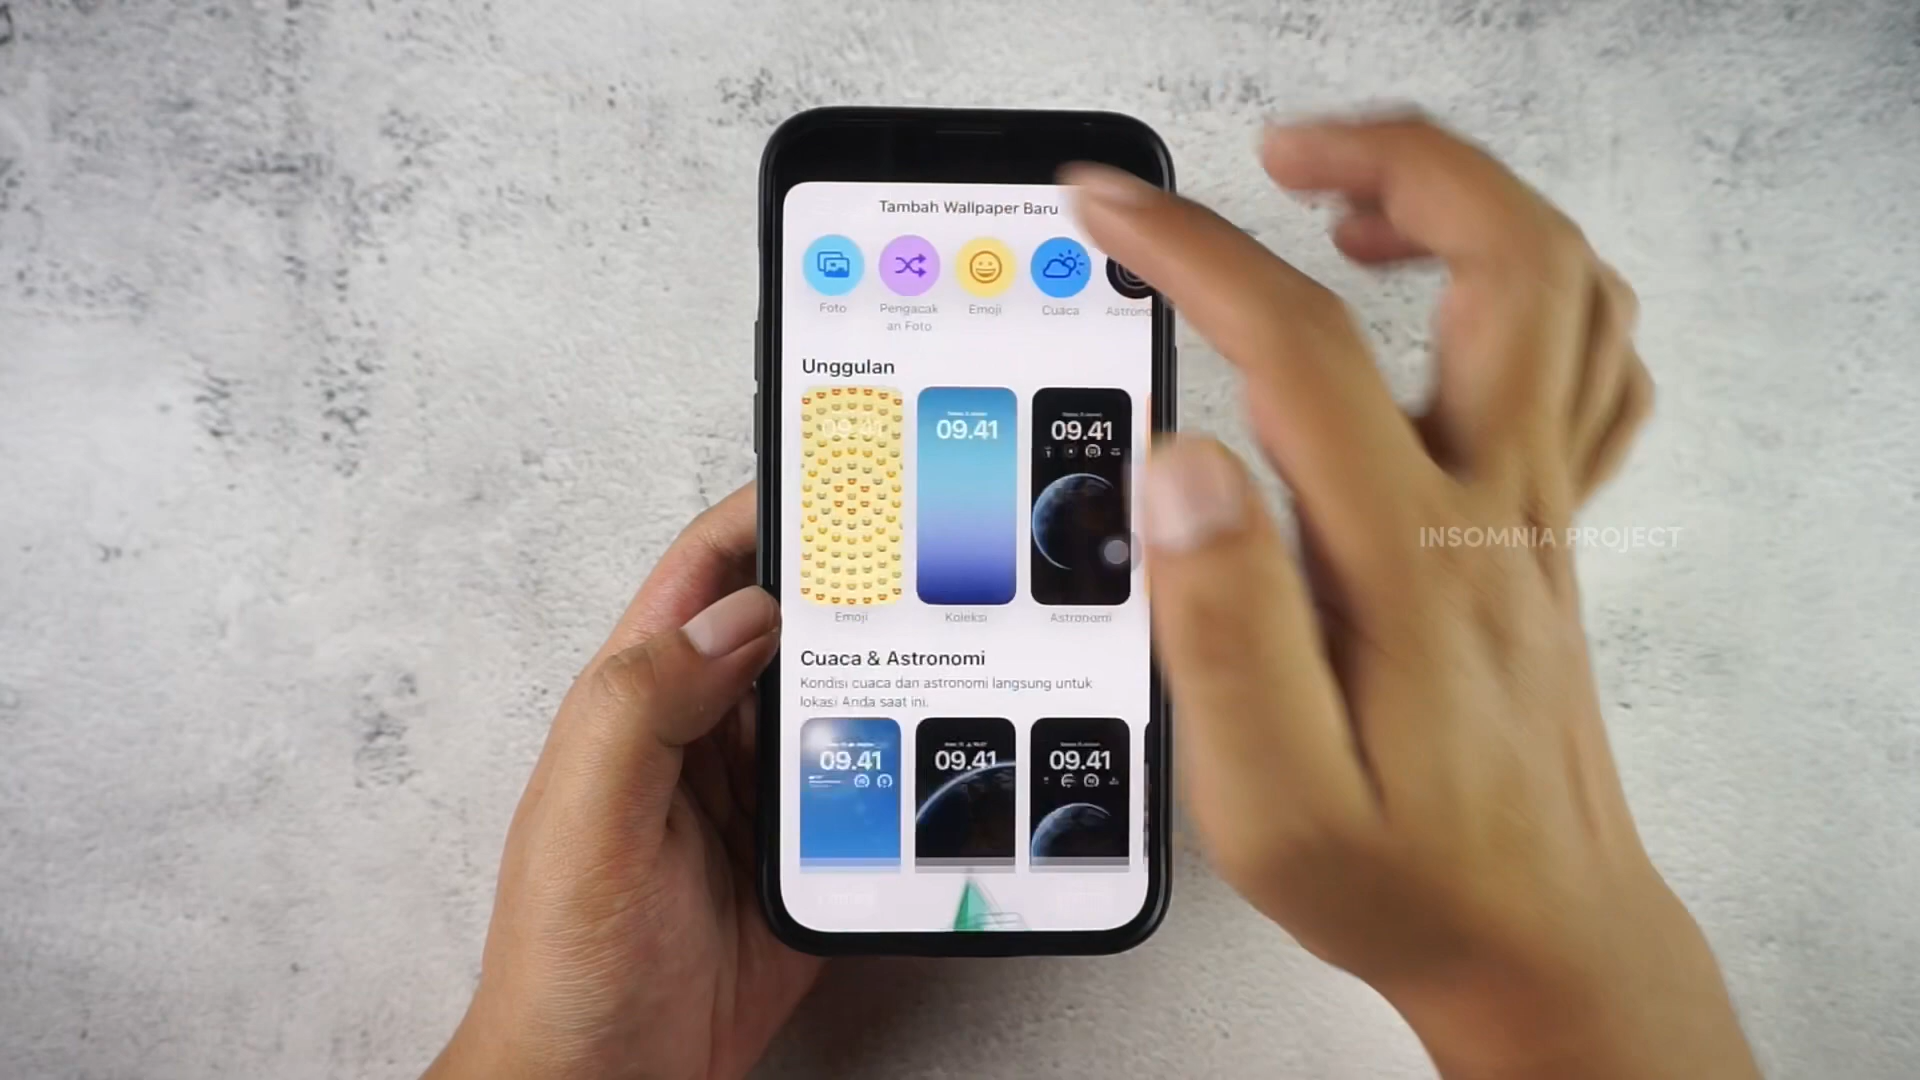 Tambah Wallpaper Baru
Foto
Pengacak
an Foto
Emoji
Cuaca
Astrono
Unggulan
09.41
09.41
09.41
Emoji
Koleksi
Astronomi
INSOMNIA PROJECT
Cuaca & Astronomi
Kondisi cuaca dan astronomi langsung untuk
lokasi Anda saat ini.
09.41
09.41
09.41